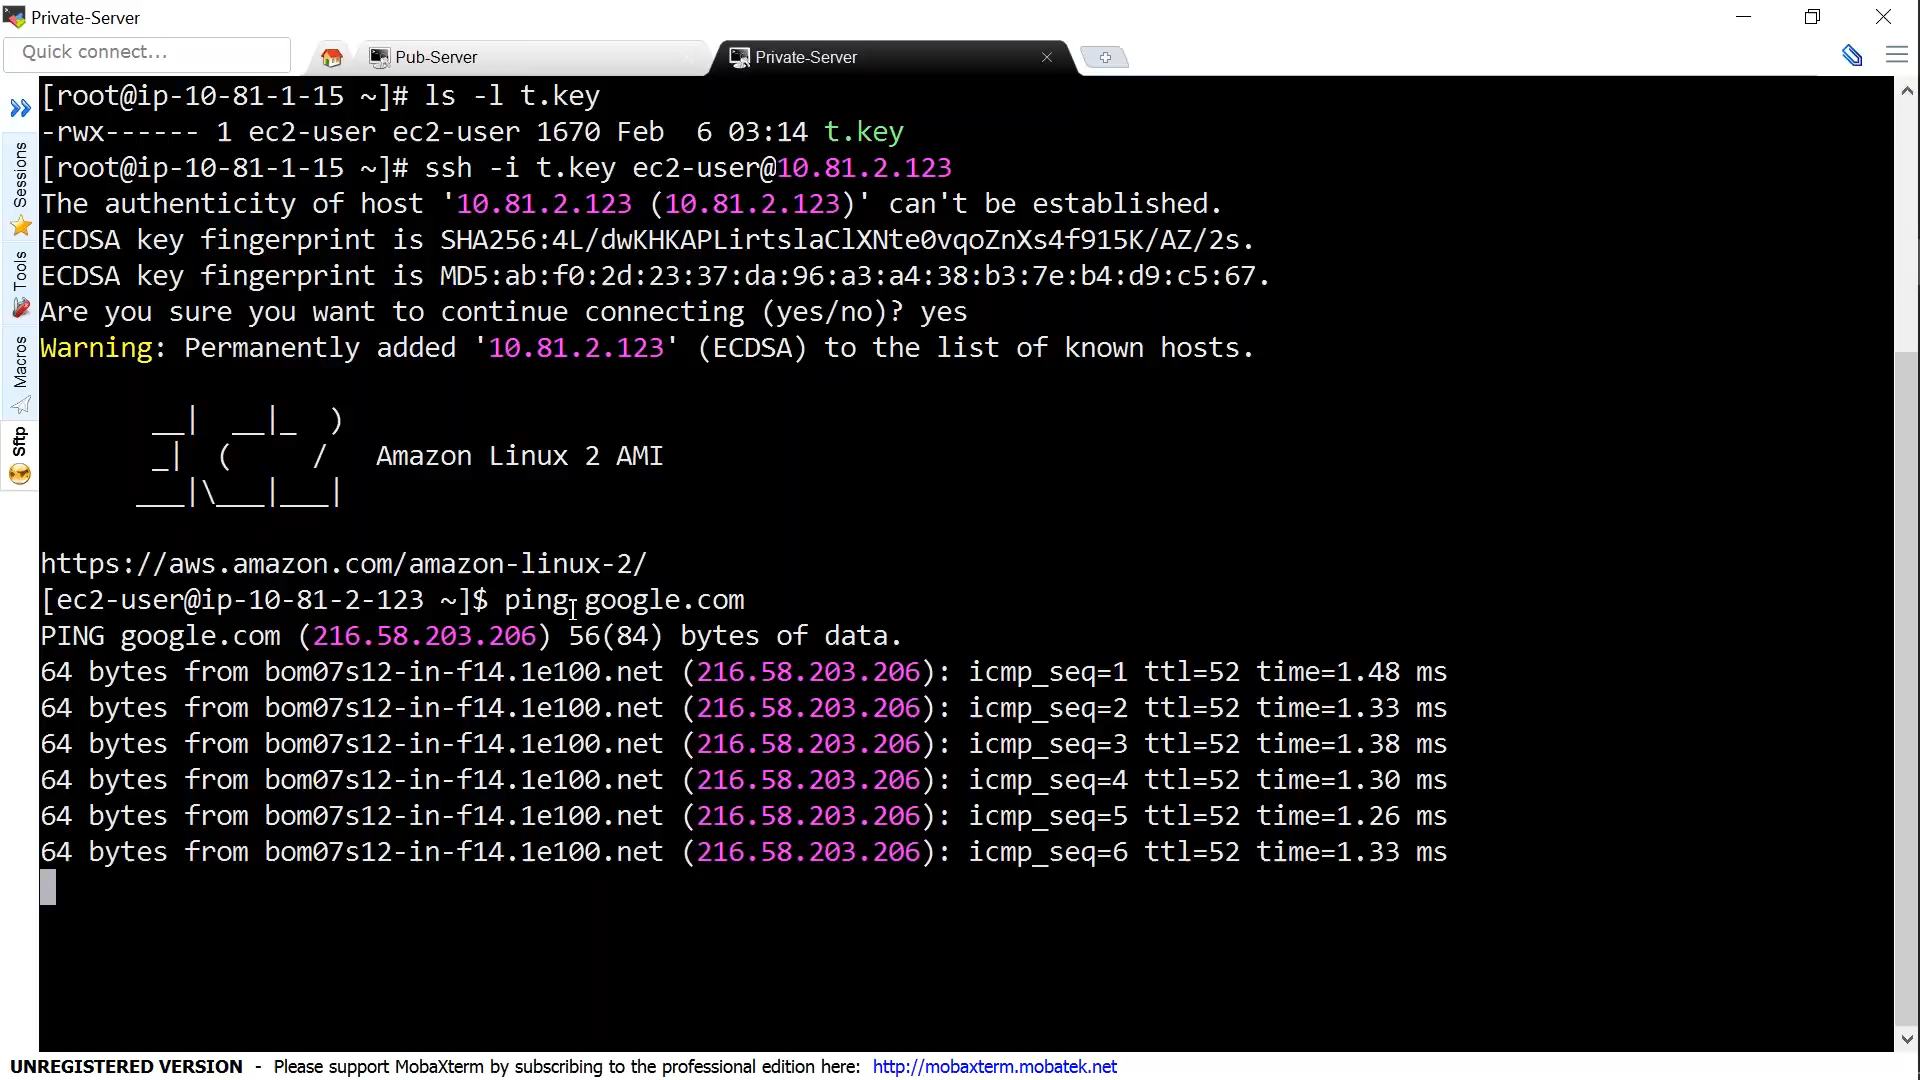 Private-Server
Quick connect...
Pub-Server
Private-Server
Sessions
Tools
Macros
Sftp
[root@ip-10-81-1-15 ~]# ls -l t.key
-rwx------ 1 ec2-user ec2-user 1670 Feb  6 03:14 t.key
[root@ip-10-81-1-15 ~]# ssh -i t.key ec2-user@10.81.2.123
The authenticity of host '10.81.2.123 (10.81.2.123)' can't be established.
ECDSA key fingerprint is SHA256:4L/dwKHKAPLirtslaClXNte0vqoZnXs4f915K/AZ/2s.
ECDSA key fingerprint is MD5:ab:f0:2d:23:37:da:96:a3:a4:38:b3:7e:b4:d9:c5:67.
Are you sure you want to continue connecting (yes/no)? yes
Warning: Permanently added '10.81.2.123' (ECDSA) to the list of known hosts.
       __|  __|_  )
       _|  (     /   Amazon Linux 2 AMI
      ___|\___|___|
https://aws.amazon.com/amazon-linux-2/
[ec2-user@ip-10-81-2-123 ~]$ ping google.com
PING google.com (216.58.203.206) 56(84) bytes of data.
64 bytes from bom07s12-in-f14.1e100.net (216.58.203.206): icmp_seq=1 ttl=52 time=1.48 ms
64 bytes from bom07s12-in-f14.1e100.net (216.58.203.206): icmp_seq=2 ttl=52 time=1.33 ms
64 bytes from bom07s12-in-f14.1e100.net (216.58.203.206): icmp_seq=3 ttl=52 time=1.38 ms
64 bytes from bom07s12-in-f14.1e100.net (216.58.203.206): icmp_seq=4 ttl=52 time=1.30 ms
64 bytes from bom07s12-in-f14.1e100.net (216.58.203.206): icmp_seq=5 ttl=52 time=1.26 ms
64 bytes from bom07s12-in-f14.1e100.net (216.58.203.206): icmp_seq=6 ttl=52 time=1.33 ms
UNREGISTERED VERSION - Please support MobaXterm by subscribing to the professional edition here: http://mobaxterm.mobatek.net